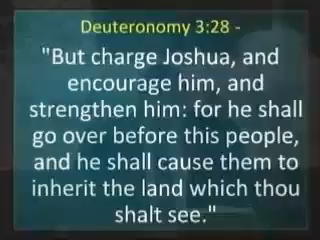 Deuteronomy 3:28 -
"But charge Joshua, and
encourage him, and
strengthen him: for he shall
go over before this people,
and he shall cause them to
inherit the land which thou
shalt see."